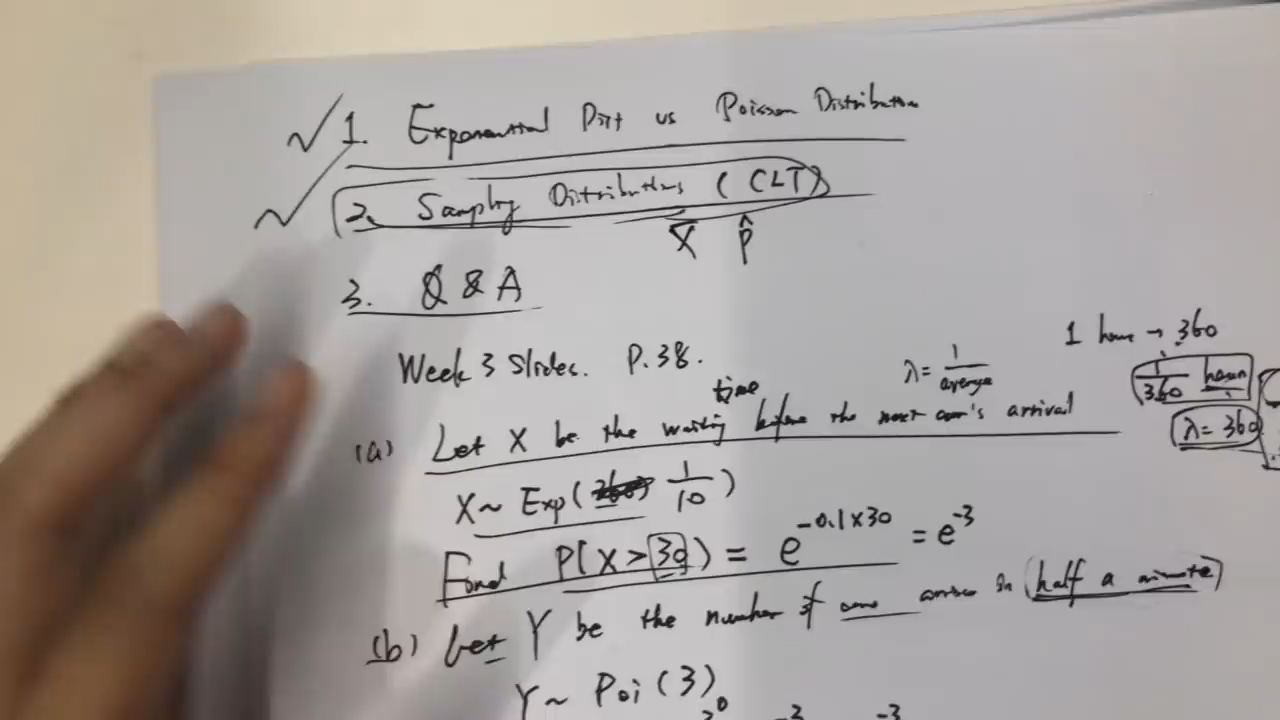 1. Exponential Dist vs Poisson Distribution
2. Sampling Distributions (CLT)
X̄ p̂
3. Q & A
Week 3 Slides. P.38.
λ = 1/average
1 hour → 360
1/360 hour
λ = 360
(a) Let X be the waiting time before the next car's arrival
X ~ Exp( 1/10 )
Find P(X > 30) = e^{-0.1×30} = e^{-3}
(b) Let Y be the number of cars arrive in (half a minute)
Y ~ Poi (3)